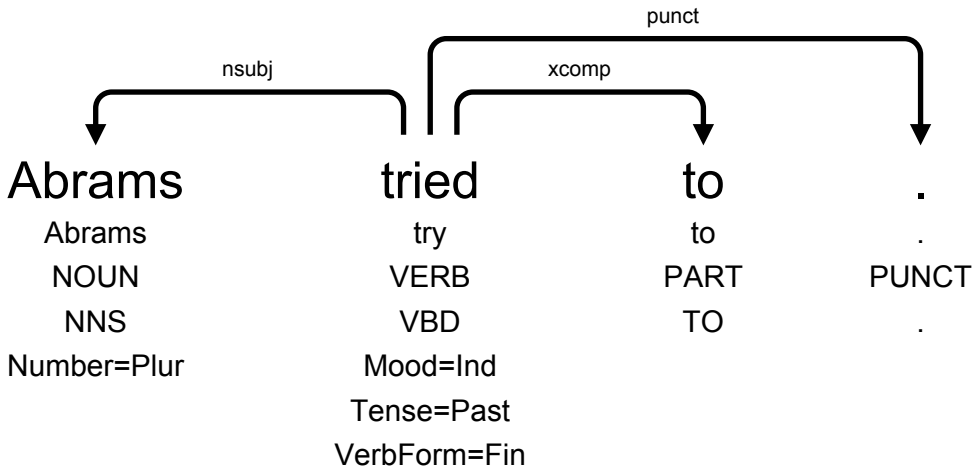 punct
nsubj xcomp
Abrams tried to .
Abrams try to .
NOUN VERB PART PUNCT
NNS VBD TO .
Number=Plur Mood=Ind
Tense=Past
VerbForm=Fin